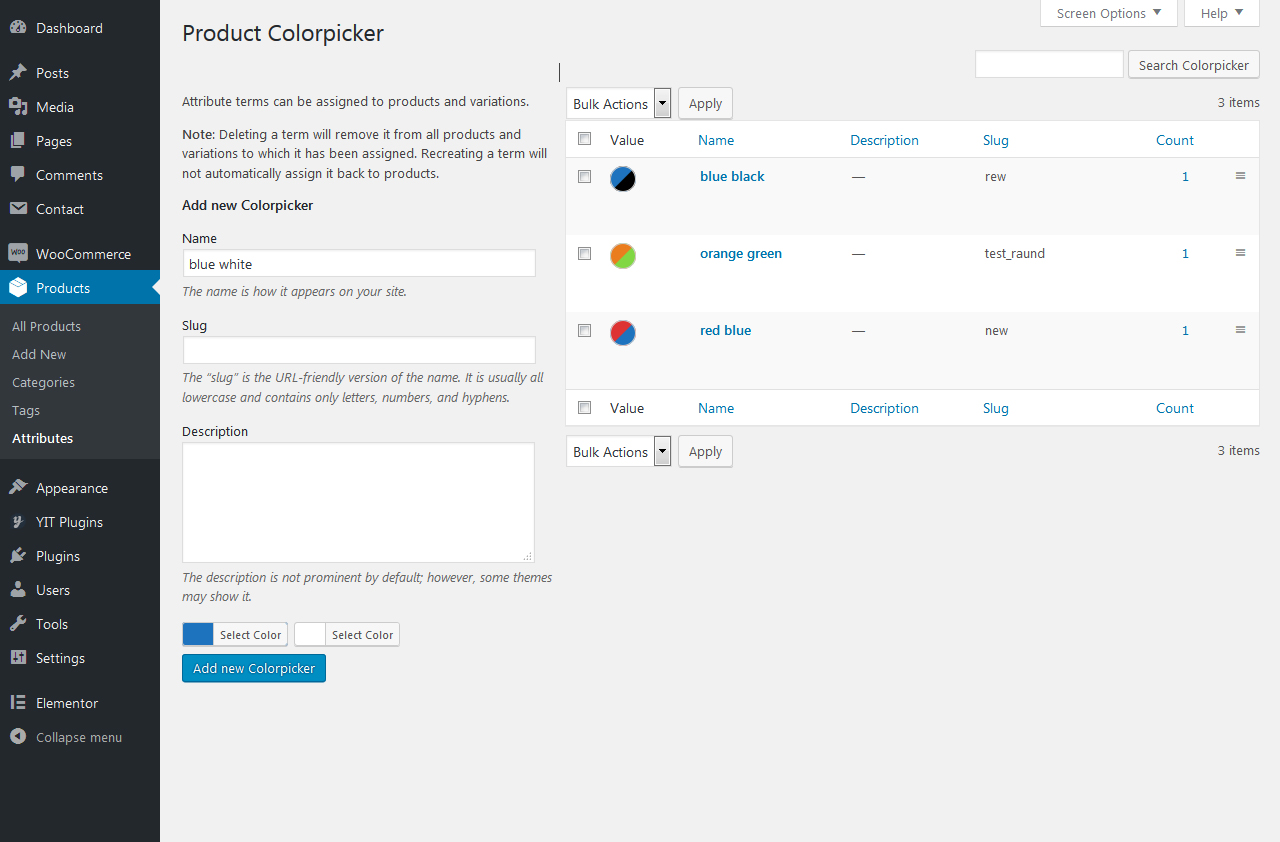 Dashboard
Posts
Media
Pages
Comments
Contact
WOO
WooCommerce
Products
All Products
Add New
Categories
Tags
Attributes
Appearance
YIT Plugins
Plugins
Users
Tools
Settings
Elementor
Collapse menu
Screen Options
Help
Product Colorpicker
Search Colorpicker
Attribute terms can be assigned to products and variations.
Note: Deleting a term will remove it from all products and
variations to which it has been assigned. Recreating a term will
not automatically assign it back to products.
Add new Colorpicker
Name
blue white
The name is how it appears on your site.
Slug
The “slug” is the URL-friendly version of the name. It is usually all
lowercase and contains only letters, numbers, and hyphens.
Description
The description is not prominent by default; however, some themes
may show it.
Select Color Select Color
Add new Colorpicker
Bulk Actions Apply 3 items
Value Name Description Slug Count
blue black — rew 1
orange green — test_raund 1
red blue — new 1
Value Name Description Slug Count
Bulk Actions Apply 3 items